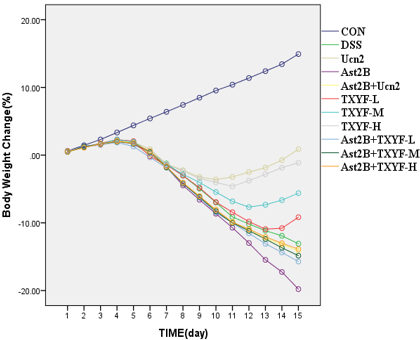 20.00
10.00
.00
-10.00
-20.00
Body Weight Change(%)
1 2 3 4 5 6 7 8 9 10 11 12 13 14 15
TIME(day)
CON
DSS
Ucn2
Ast2B
Ast2B+Ucn2
TXYF-L
TXYF-M
TXYF-H
Ast2B+TXYF-L
Ast2B+TXYF-M
Ast2B+TXYF-H